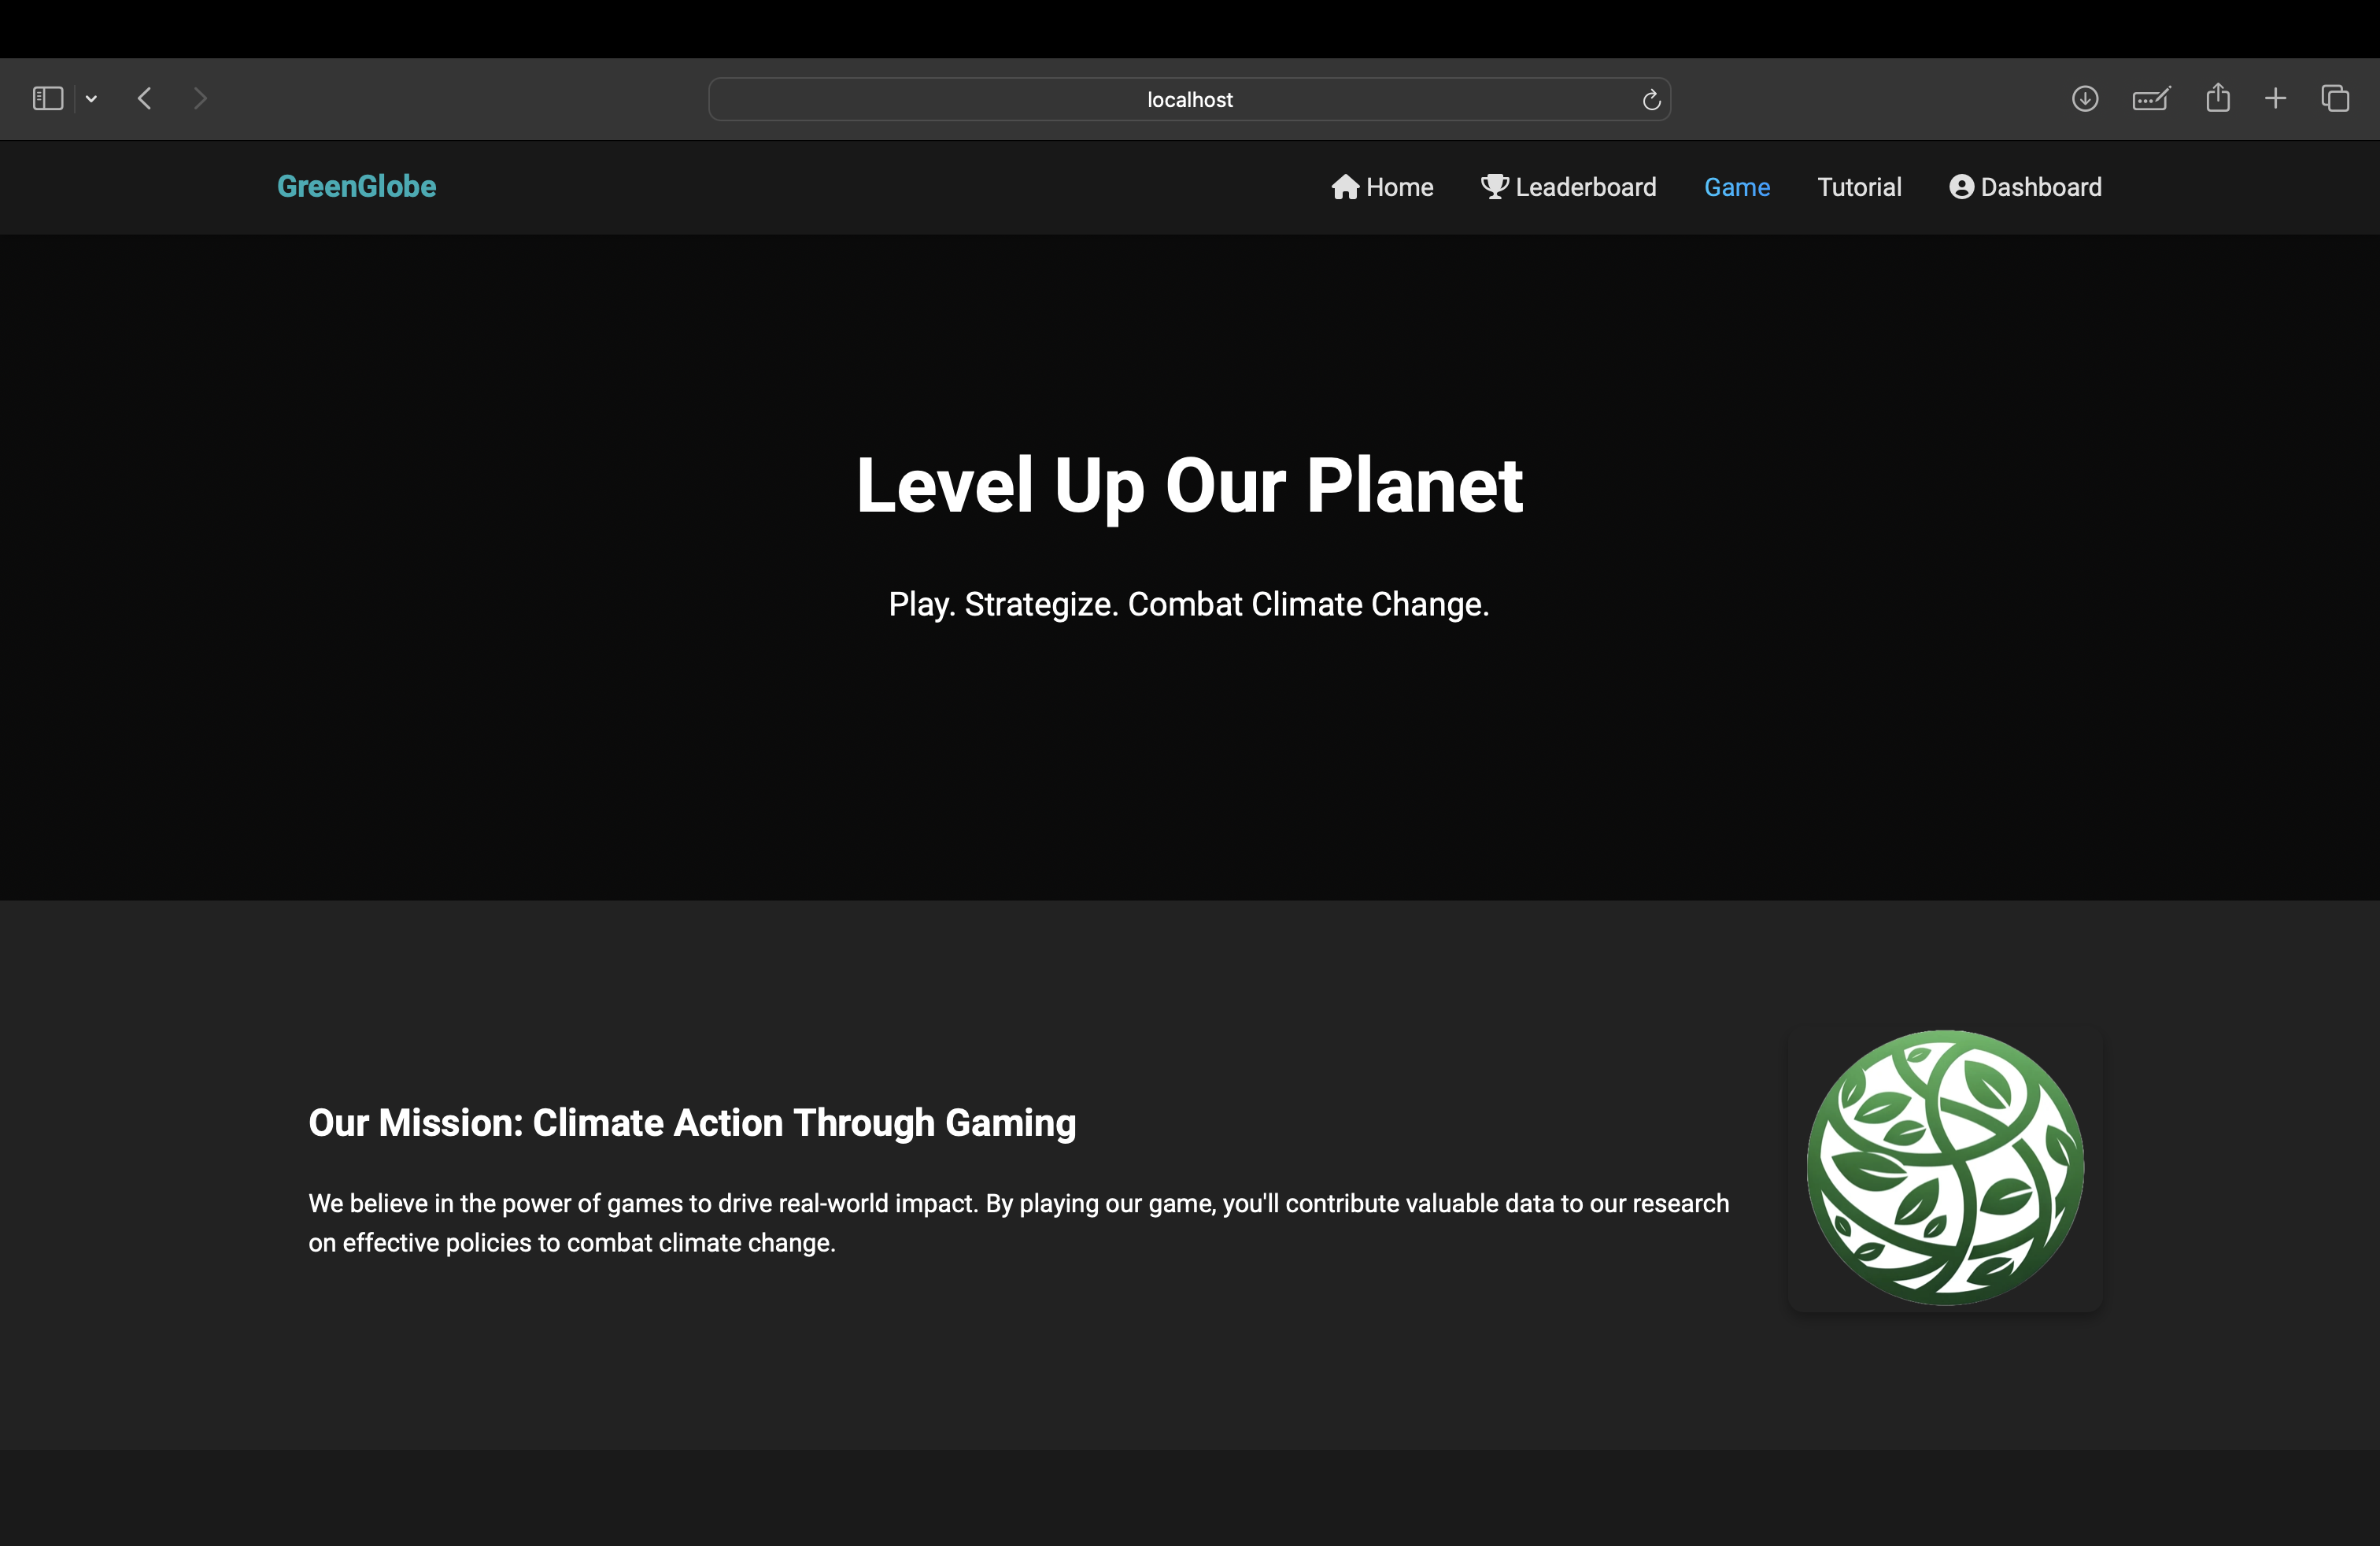 localhost
GreenGlobe
Home
Leaderboard
Game
Tutorial
Dashboard
Level Up Our Planet
Play. Strategize. Combat Climate Change.
Our Mission: Climate Action Through Gaming
We believe in the power of games to drive real-world impact. By playing our game, you'll contribute valuable data to our research
on effective policies to combat climate change.